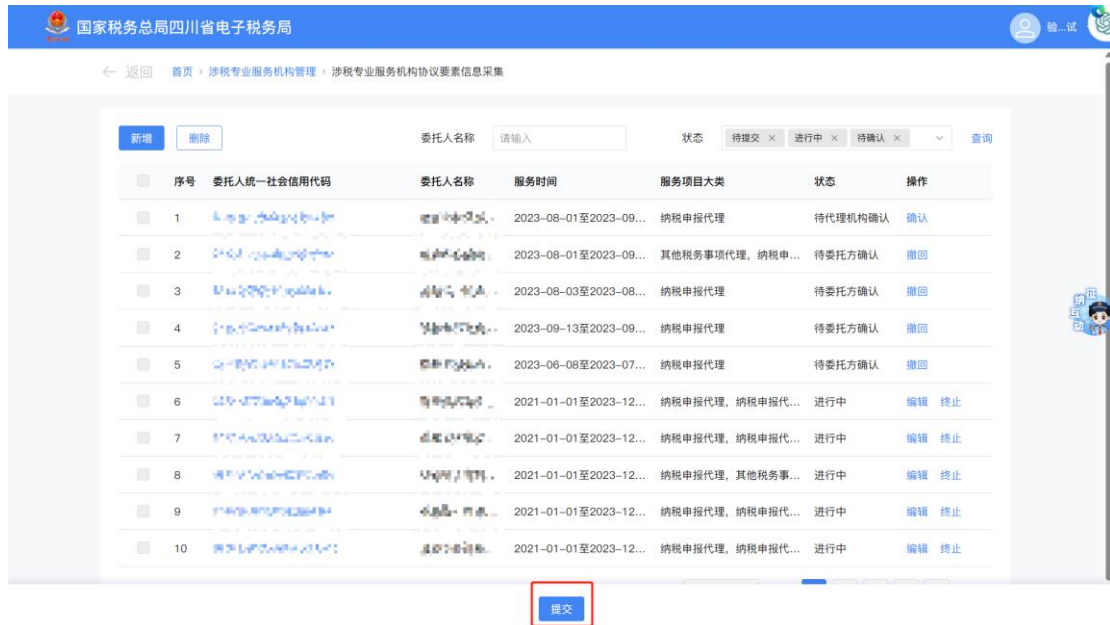 国家税务总局四川省电子税务局 验...试
← 返回 首页 › 涉税专业服务机构管理 › 涉税专业服务机构协议要素信息采集
新增 删除 委托人名称 请输入 状态 待提交 × 进行中 × 待确认 × 查询
序号 委托人统一社会信用代码 委托人名称 服务时间 服务项目大类 状态 操作
1 2023-08-01至2023-09... 纳税申报代理 待代理机构确认 确认
2 2023-08-01至2023-09... 其他税务事项代理, 纳税申... 待委托方确认 撤回
3 2023-08-03至2023-08... 纳税申报代理 待委托方确认 撤回
4 2023-09-13至2023-09... 纳税申报代理 待委托方确认 撤回
5 2023-06-08至2023-07... 纳税申报代理 待委托方确认 撤回
6 2021-01-01至2023-12... 纳税申报代理, 纳税申报代... 进行中 编辑 终止
7 2021-01-01至2023-12... 纳税申报代理, 纳税申报代... 进行中 编辑 终止
8 2021-01-01至2023-12... 纳税申报代理, 其他税务事... 进行中 编辑 终止
9 2021-01-01至2023-12... 纳税申报代理, 纳税申报代... 进行中 编辑 终止
10 2021-01-01至2023-12... 纳税申报代理, 纳税申报代... 进行中 编辑 终止
征纳互动
提交